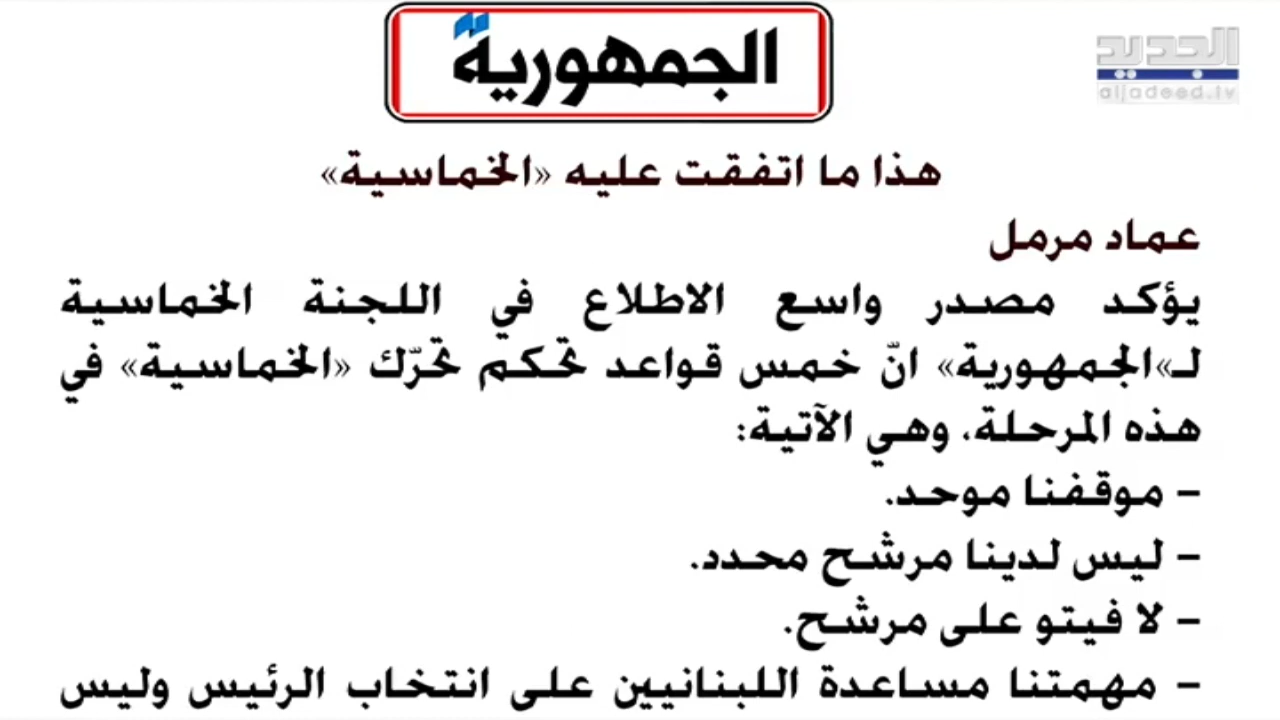 الجمهورية
الجديد
aljadeed.tv
هذا ما اتفقت عليه «الخماسية»
عماد مرمل
يؤكد مصدر واسع الاطلاع في اللجنة الخماسية
لـ»الجمهورية» انّ خمس قواعد تحكم تحرّك «الخماسية» في
هذه المرحلة، وهي الآتية:
– موقفنا موحد.
– ليس لدينا مرشح محدد.
– لا فيتو على مرشح.
– مهمتنا مساعدة اللبنانيين على انتخاب الرئيس وليس